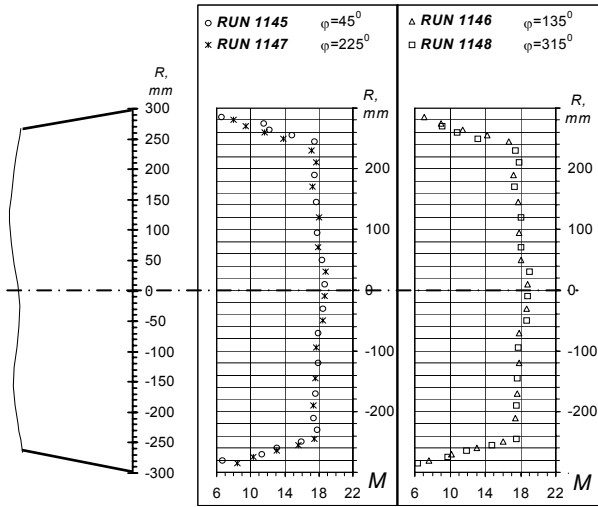 ○ RUN 1145 φ=45⁰
✶ RUN 1147 φ=225⁰
△ RUN 1146 φ=135⁰
□ RUN 1148 φ=315⁰
R,
mm
300
250
200
150
100
50
0
-50
-100
-150
-200
-250
-300
R,
mm
200
100
0
-100
-200
6 10 14 18 22 M
R,
mm
200
100
0
-100
-200
6 10 14 18 22 M